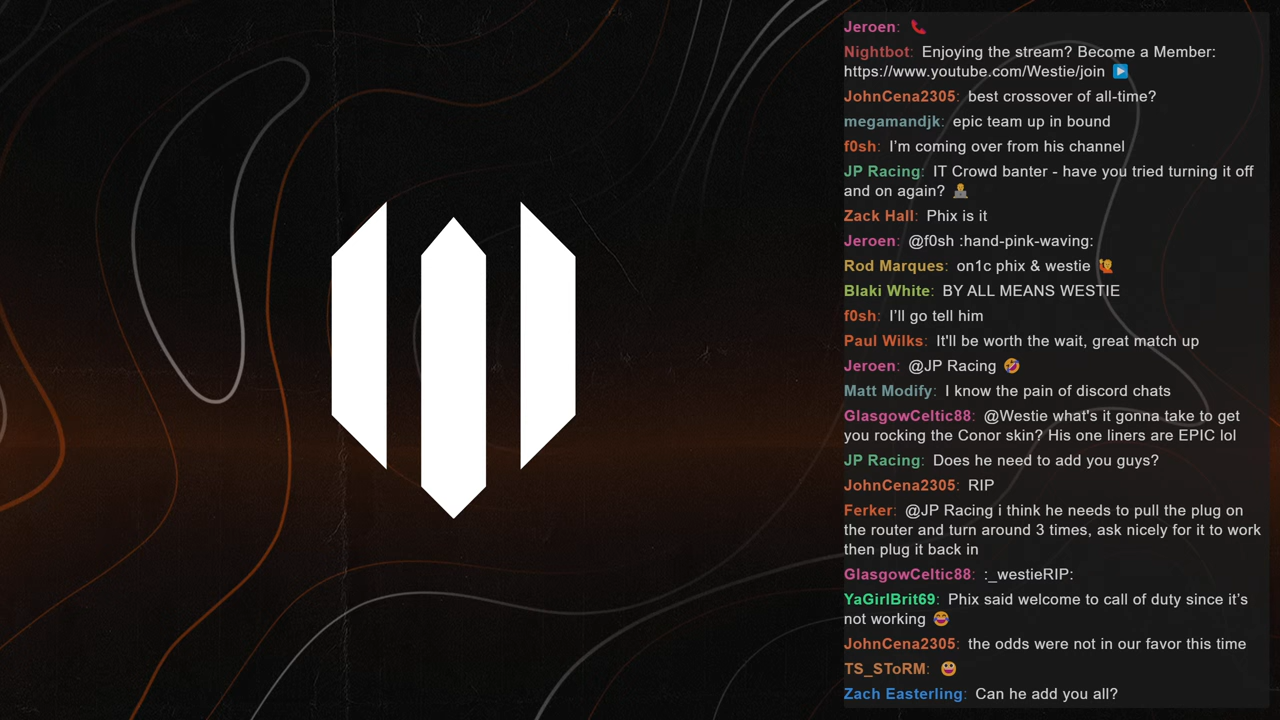 Jeroen: 📞
Nightbot: Enjoying the stream? Become a Member:
https://www.youtube.com/Westie/join ▶️
JohnCena2305: best crossover of all-time?
megamandjk: epic team up in bound
f0sh: I’m coming over from his channel
JP Racing: IT Crowd banter - have you tried turning it off
and on again? 🧑‍💻
Zack Hall: Phix is it
Jeroen: @f0sh :hand-pink-waving:
Rod Marques: on1c phix & westie 🙋
Blaki White: BY ALL MEANS WESTIE
f0sh: I’ll go tell him
Paul Wilks: It'll be worth the wait, great match up
Jeroen: @JP Racing 🤣
Matt Modify: I know the pain of discord chats
GlasgowCeltic88: @Westie what's it gonna take to get
you rocking the Conor skin? His one liners are EPIC lol
JP Racing: Does he need to add you guys?
JohnCena2305: RIP
Ferker: @JP Racing i think he needs to pull the plug on
the router and turn around 3 times, ask nicely for it to work
then plug it back in
GlasgowCeltic88: :_westieRIP:
YaGirlBrit69: Phix said welcome to call of duty since it’s
not working 😂
JohnCena2305: the odds were not in our favor this time
TS_SToRM: 😀
Zach Easterling: Can he add you all?